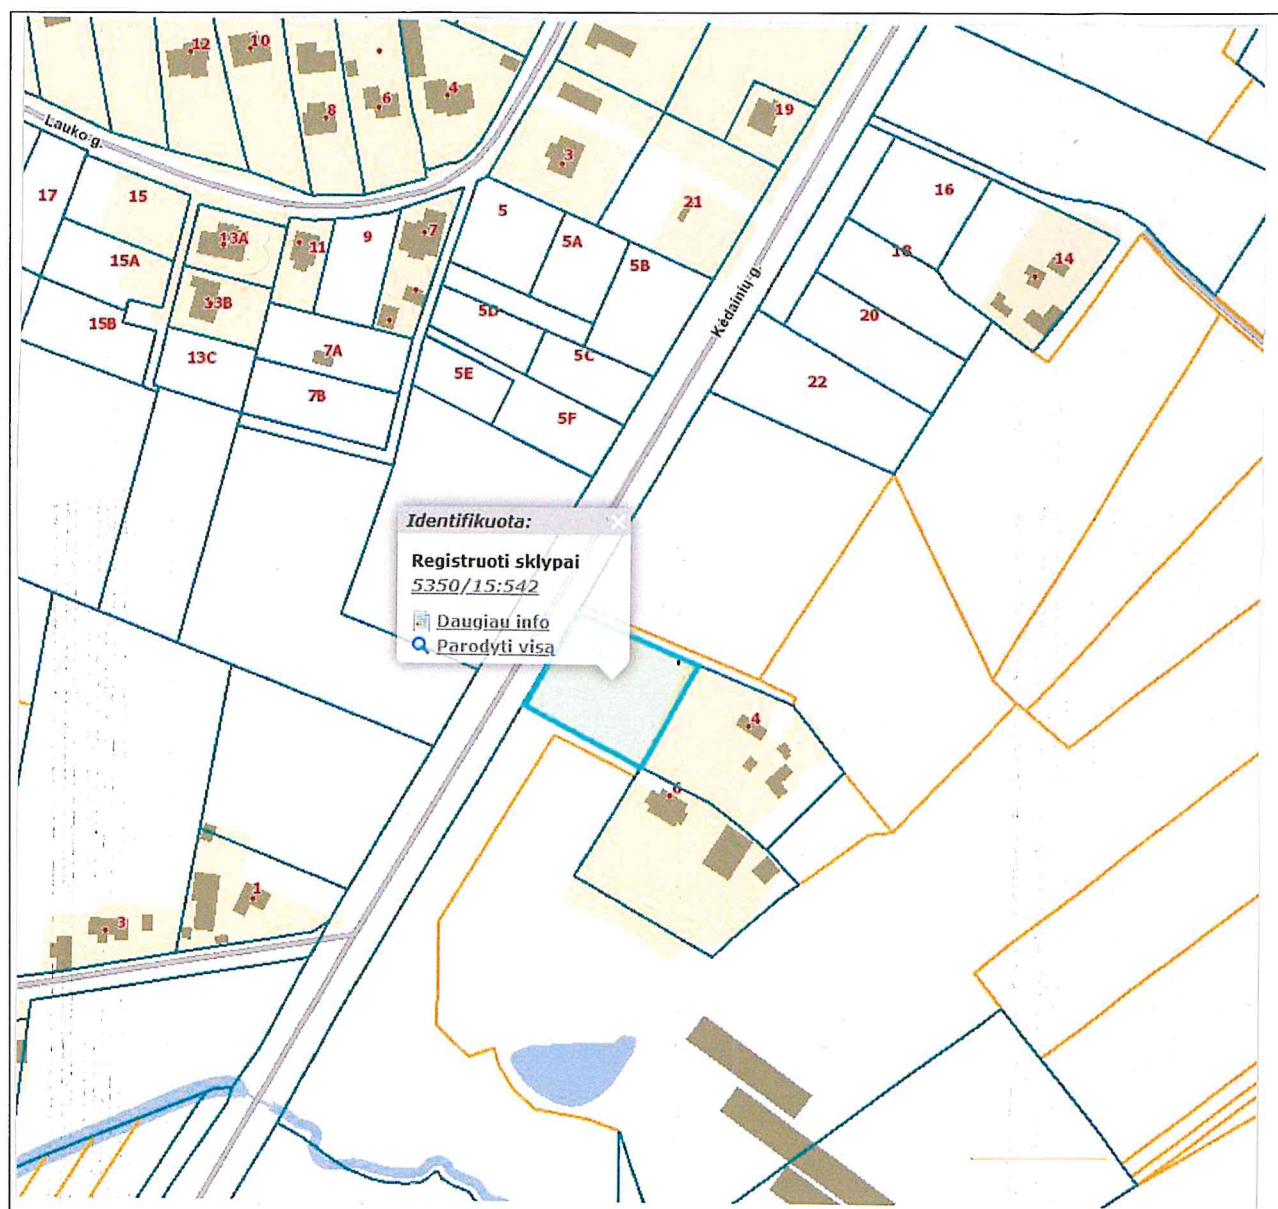 12
10
8
6
4
Lauko g.
3
19
17
15
13A
11
9
7
5
5A
21
16
15A
5B
18
14
13B
5D
Kėdainių g.
20
15B
13C
7A
5C
7B
5E
22
5F
Identifikuota:
Registruoti sklypai
5350/15:542
Daugiau info
Parodyti visą
4
6
1
3